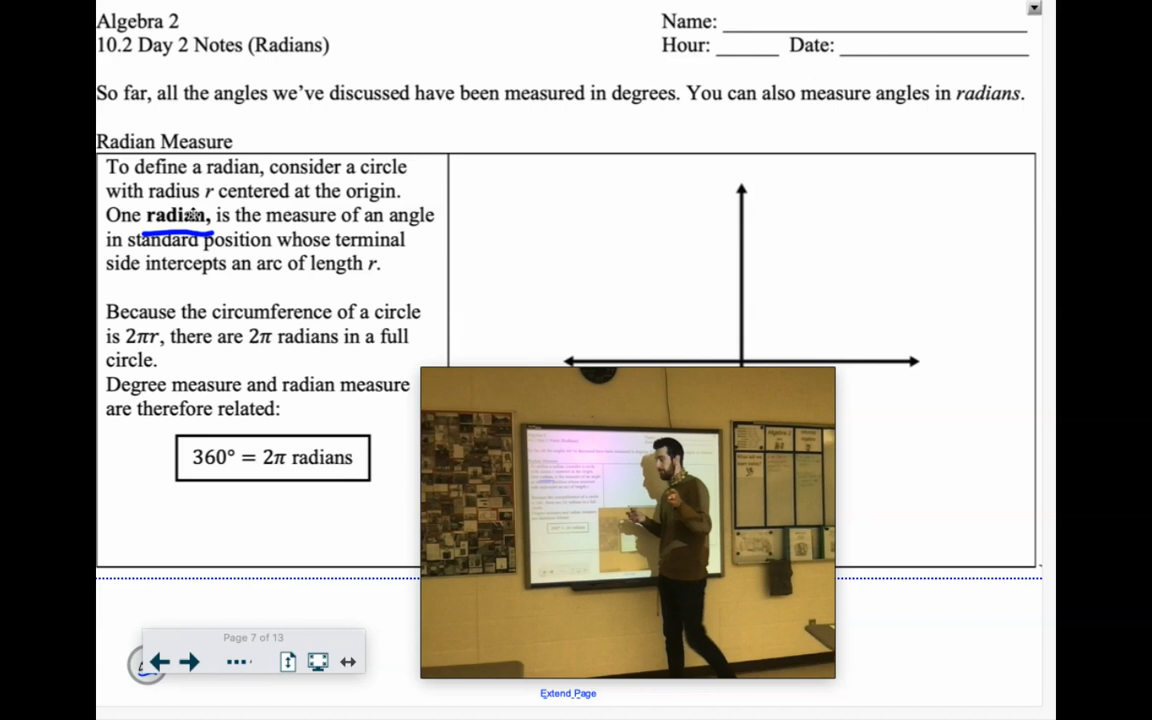 Algebra 2
Name:
10.2 Day 2 Notes (Radians)
Hour: Date:
So far, all the angles we’ve discussed have been measured in degrees. You can also measure angles in radians.
Radian Measure
To define a radian, consider a circle
with radius r centered at the origin.
One radian, is the measure of an angle
in standard position whose terminal
side intercepts an arc of length r.
Because the circumference of a circle
is 2πr, there are 2π radians in a full
circle.
Degree measure and radian measure
are therefore related:
360° = 2π radians
Algebra 2
Page 7 of 13
Extend Page